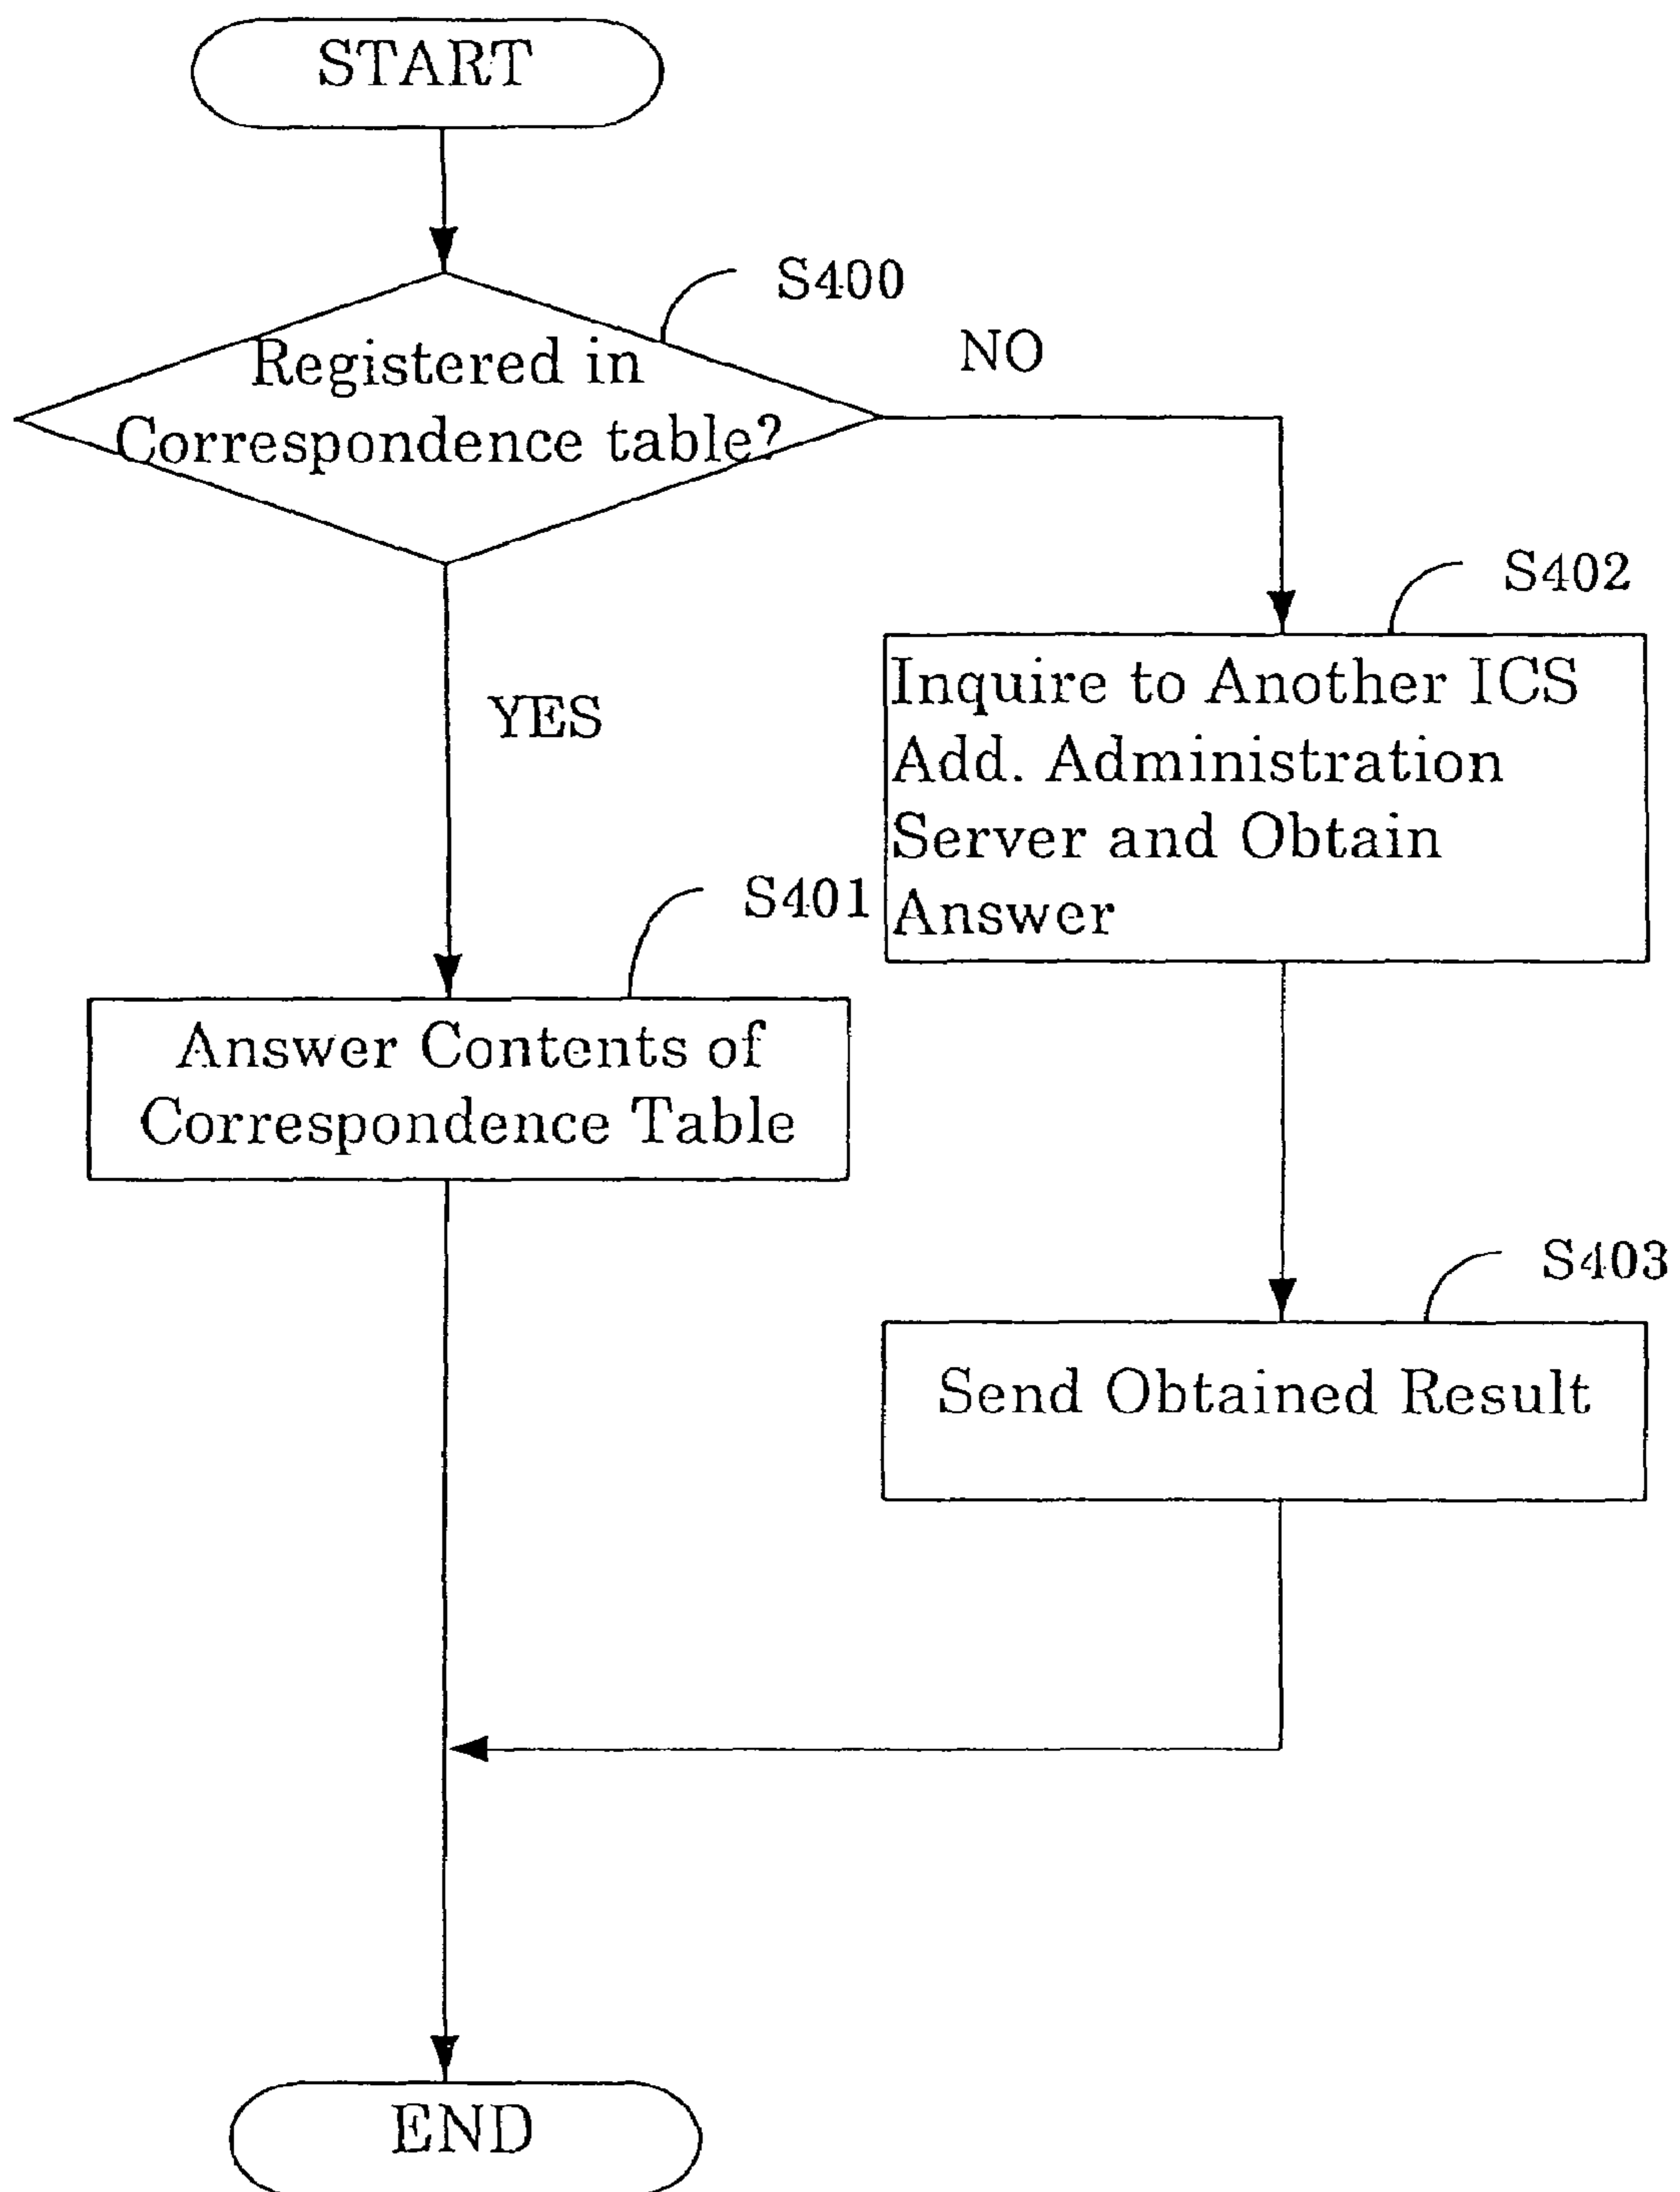 START
S400
Registered in
Correspondence table?
NO
YES
S402
Inquire to Another ICS
Add. Administration
Server and Obtain
Answer
S401
Answer Contents of
Correspondence Table
S403
Send Obtained Result
END